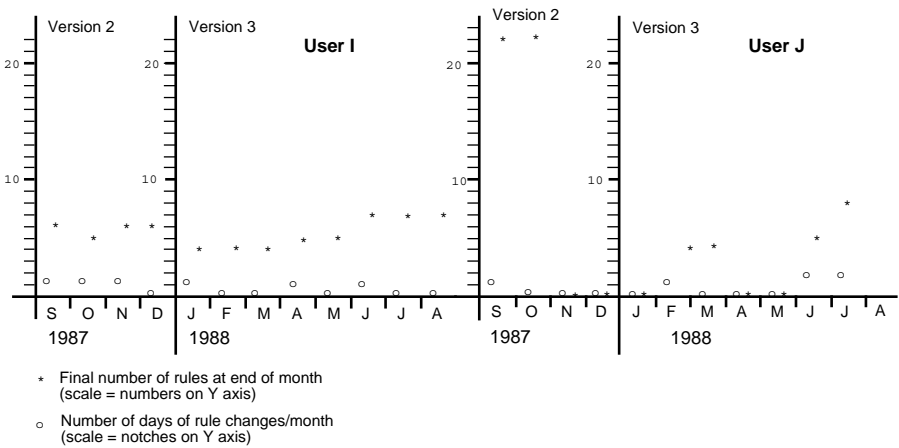 Version 2
Version 3
User I
Version 2
Version 3
User J
20
20
20
20
10
10
10
10
S O N D J F M A M J J A S O N D J F M A M J J A
1987
1988
1987
1988
* Final number of rules at end of month
(scale = numbers on Y axis)
o Number of days of rule changes/month
(scale = notches on Y axis)